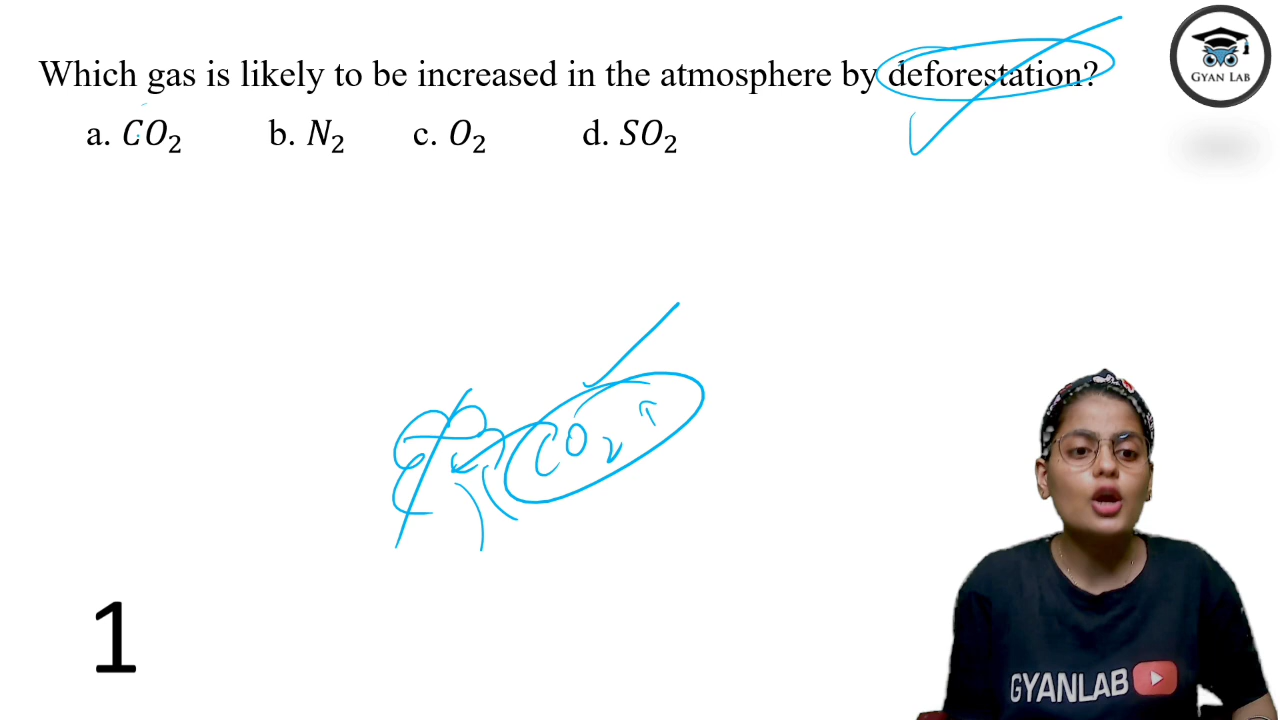 Which gas is likely to be increased in the atmosphere by deforestation?
a. CO₂ b. N₂ c. O₂ d. SO₂
GYAN LAB
CO₂ ↑
1
GYANLAB